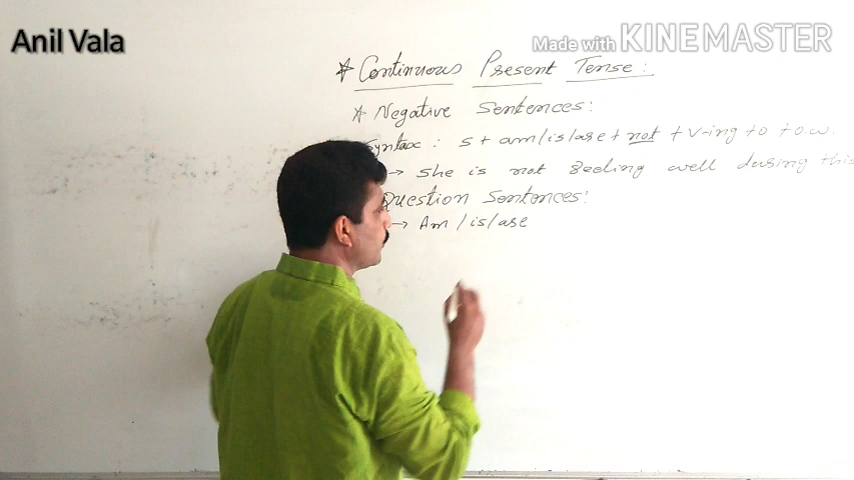 Anil Vala
Made with KINEMASTER
* Continuous Present Tense :
* Negative Sentences :
Syntax : S + am/is/are + not + V-ing + O + O.W.
→ She is not feeling well during this
Question Sentences :
→ Am / is / are